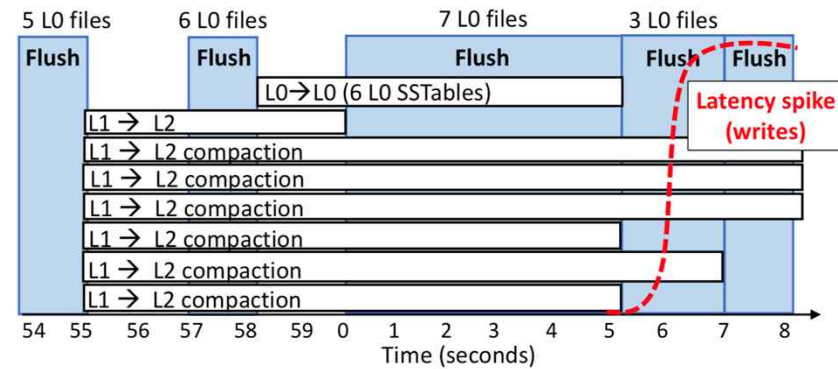 5 L0 files 6 L0 files 7 L0 files 3 L0 files
Flush Flush Flush Flush Flush
L0→L0 (6 L0 SSTables)
Latency spike
(writes)
L1 → L2
L1 → L2 compaction
L1 → L2 compaction
L1 → L2 compaction
L1 → L2 compaction
L1 → L2 compaction
L1 → L2 compaction
54 55 56 57 58 59 0 1 2 3 4 5 6 7 8
Time (seconds)